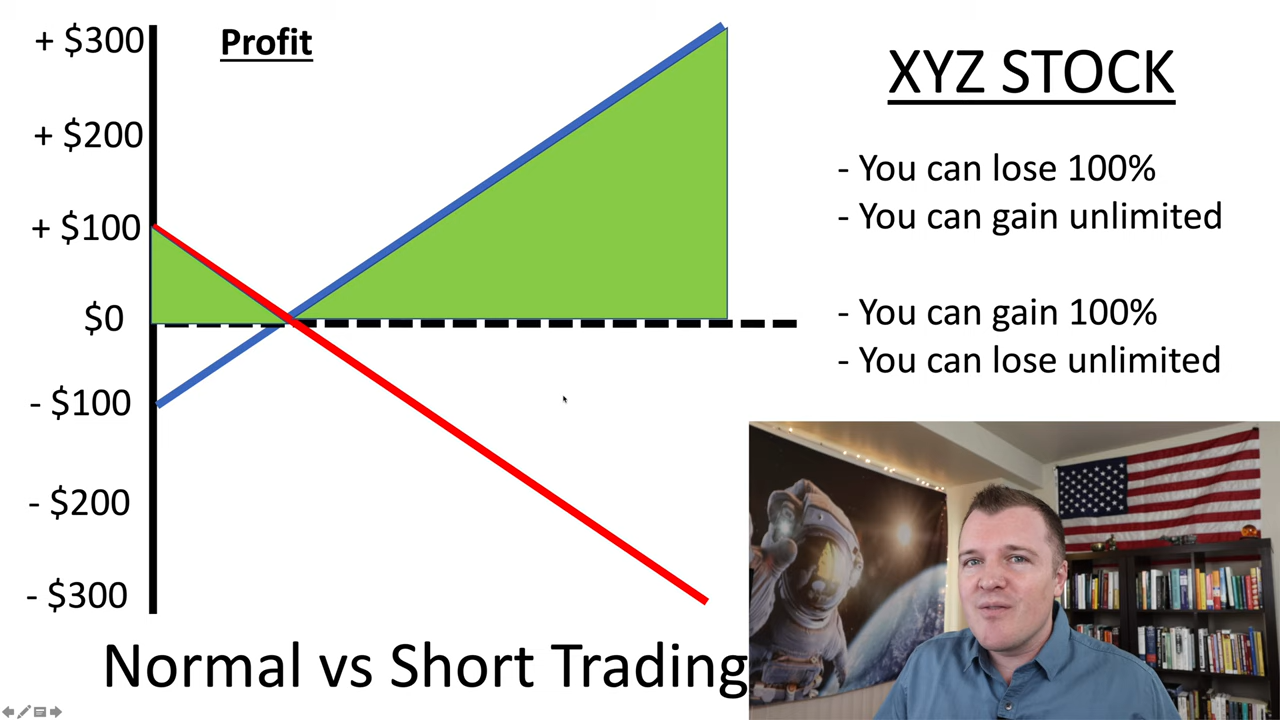 Profit
+ $300
+ $200
+ $100
$0
- $100
- $200
- $300
Normal vs Short Trading
XYZ STOCK
- You can lose 100%
- You can gain unlimited
- You can gain 100%
- You can lose unlimited